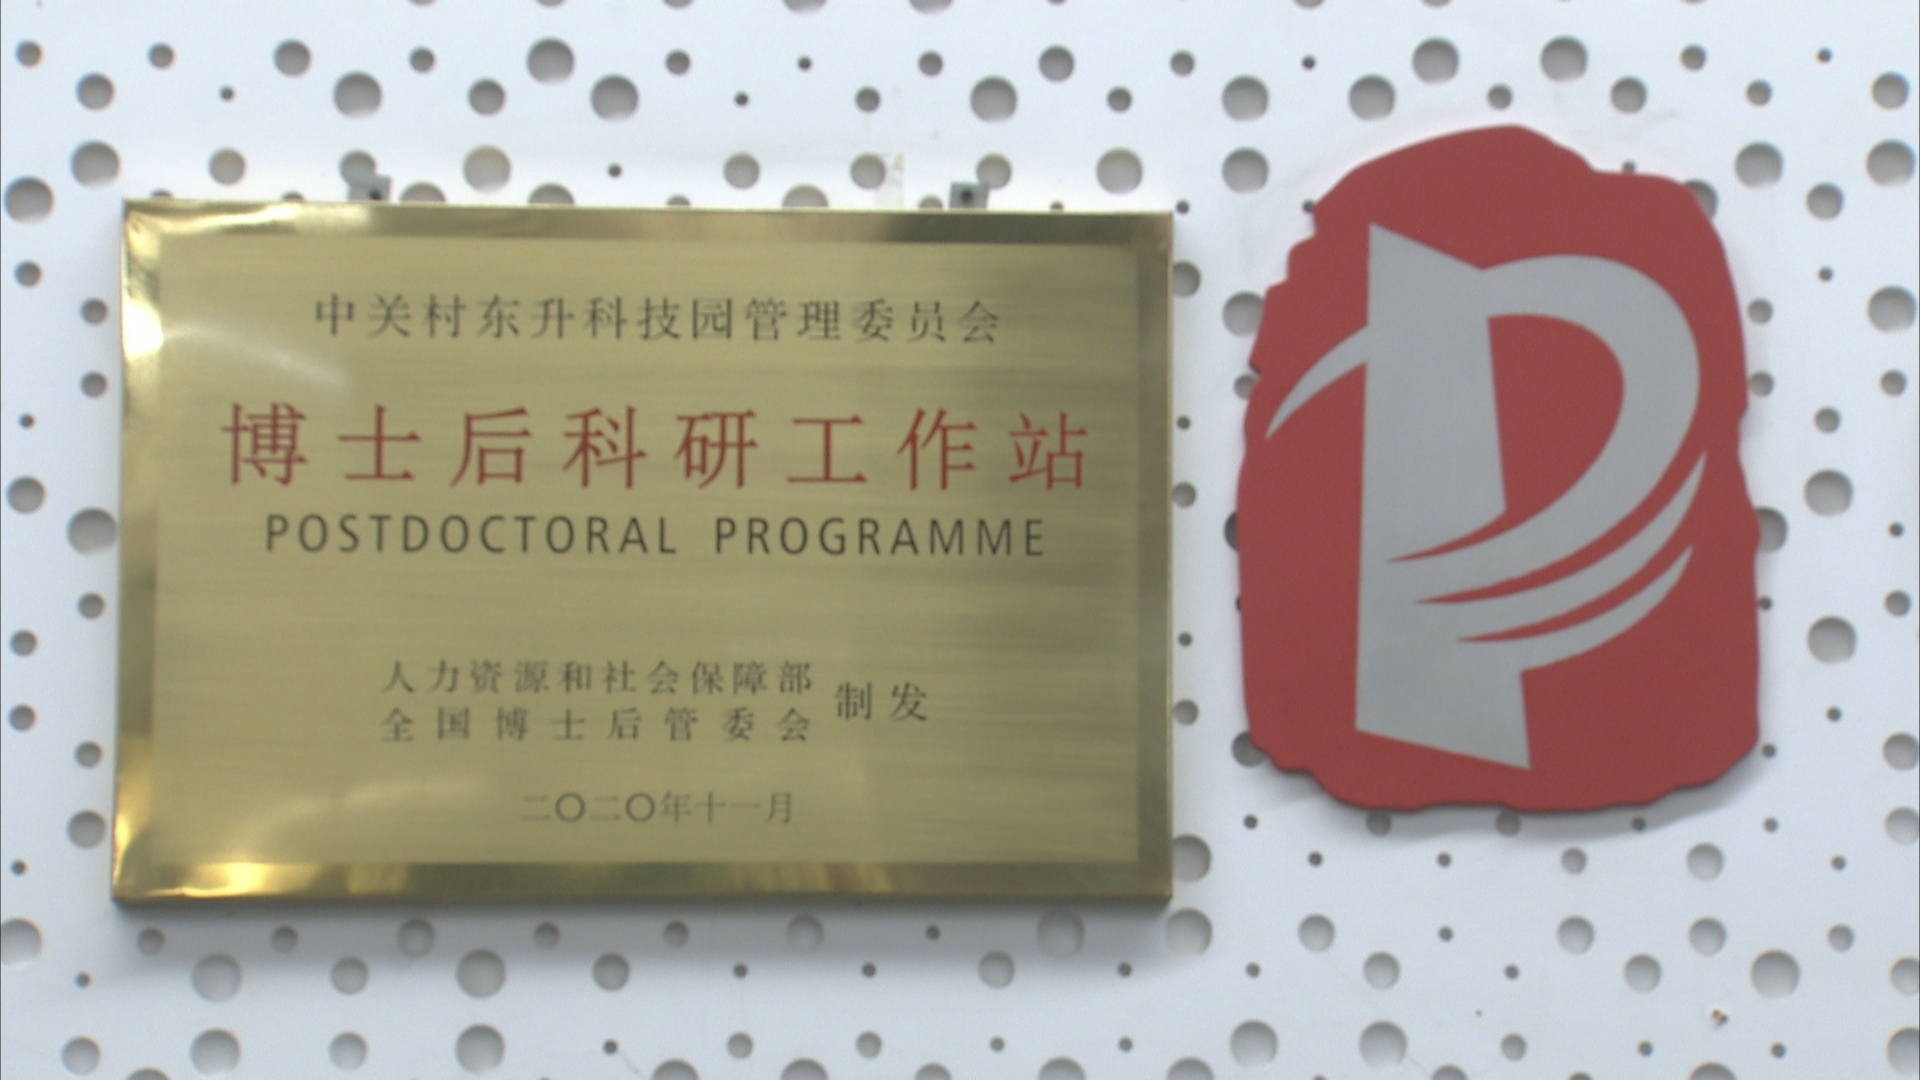 中关村东升科技园管理委员会
博士后科研工作站
POSTDOCTORAL PROGRAMME
人力资源和社会保障部
全国博士后管委会
制发
二〇二〇年十一月